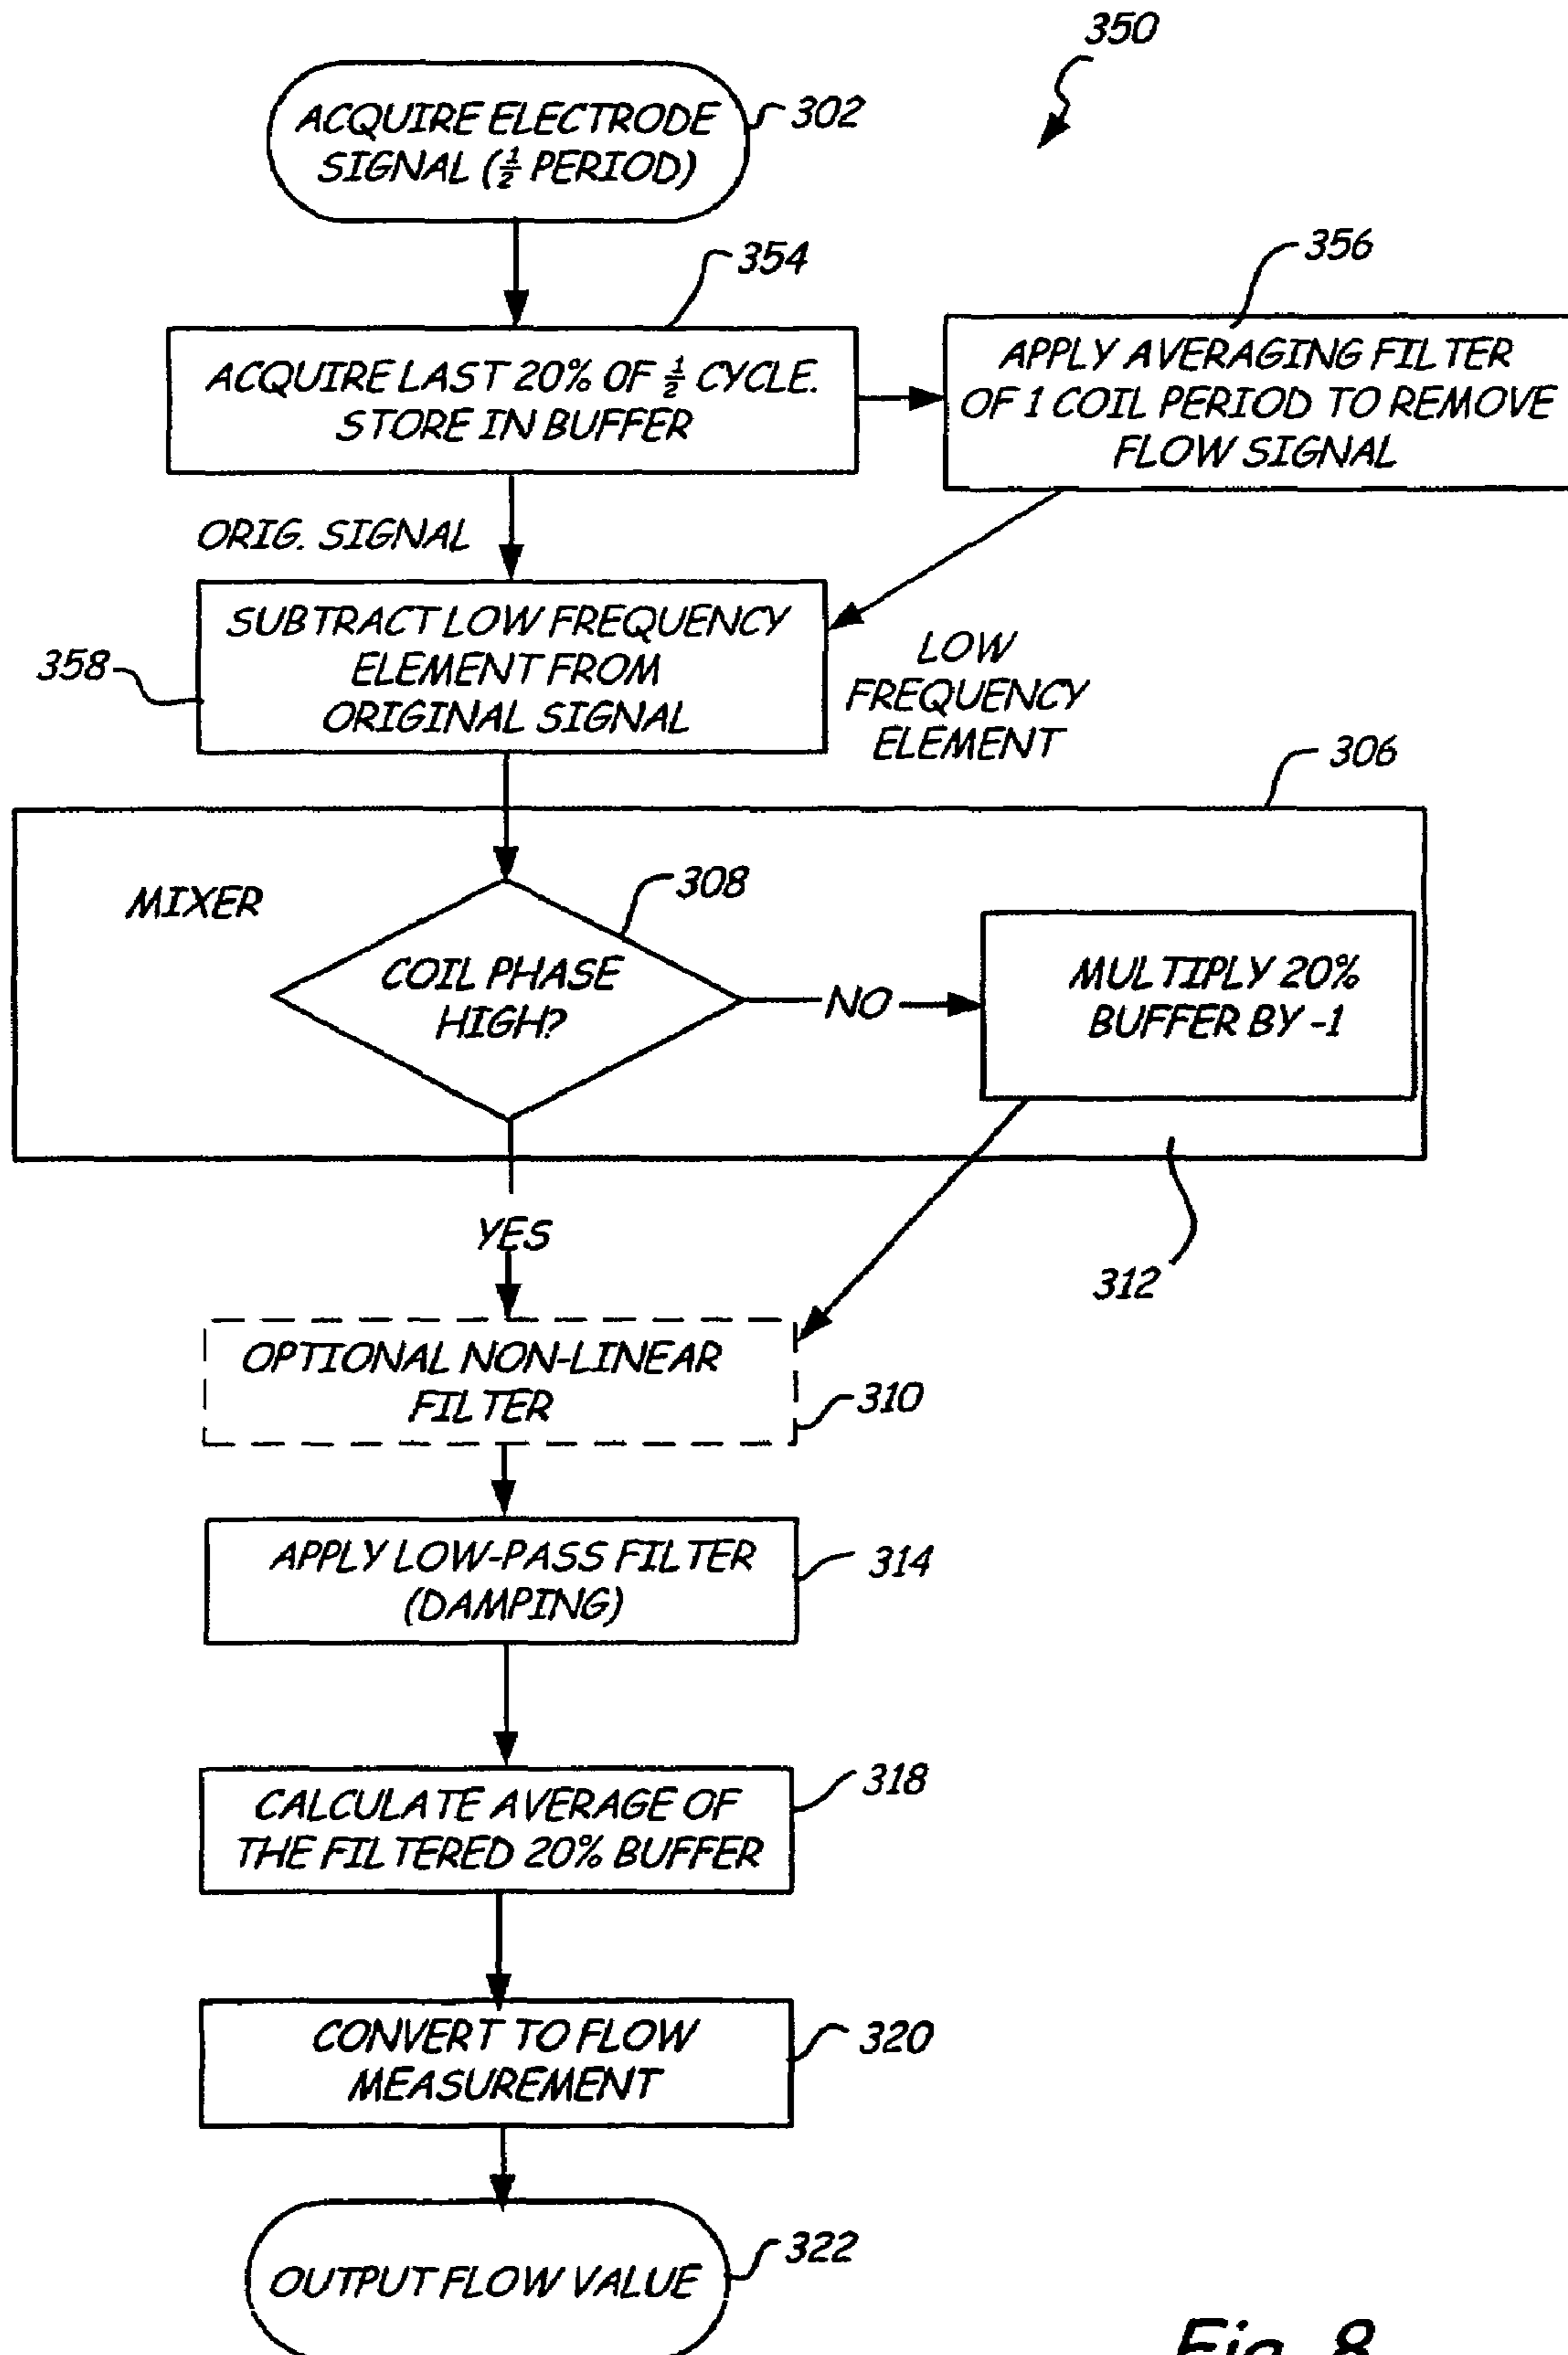 350
ACQUIRE ELECTRODE
SIGNAL (½ PERIOD)
302
354
ACQUIRE LAST 20% OF ½ CYCLE.
STORE IN BUFFER
356
APPLY AVERAGING FILTER
OF 1 COIL PERIOD TO REMOVE
FLOW SIGNAL
ORIG. SIGNAL
SUBTRACT LOW FREQUENCY
ELEMENT FROM
ORIGINAL SIGNAL
358
LOW
FREQUENCY
ELEMENT
306
MIXER
308
COIL PHASE
HIGH?
NO
MULTIPLY 20%
BUFFER BY -1
312
YES
OPTIONAL NON-LINEAR
FILTER
310
APPLY LOW-PASS FILTER
(DAMPING)
314
CALCULATE AVERAGE OF
THE FILTERED 20% BUFFER
318
CONVERT TO FLOW
MEASUREMENT
320
OUTPUT FLOW VALUE
322
Fig. 8